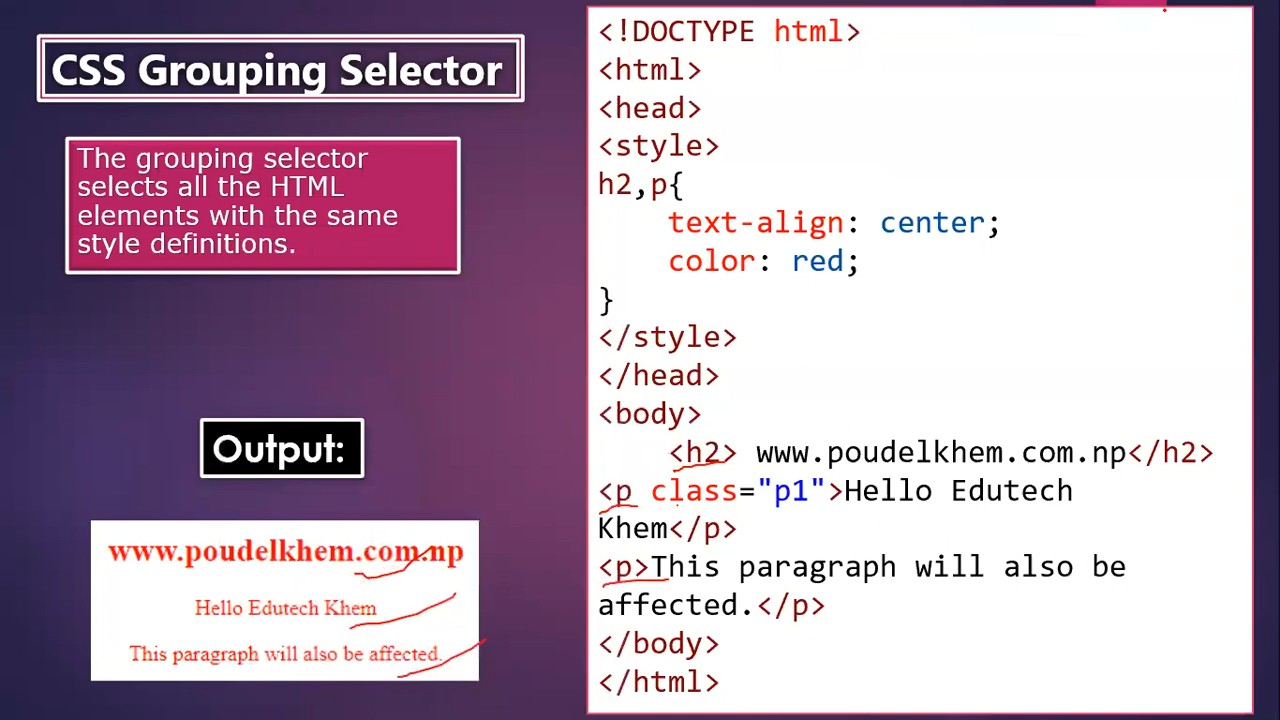 CSS Grouping Selector
The grouping selector
selects all the HTML
elements with the same
style definitions.
Output:
www.poudelkhem.com.np
Hello Edutech Khem
This paragraph will also be affected.
<!DOCTYPE html>
<html>
<head>
<style>
h2,p{
    text-align: center;
    color: red;
}
</style>
</head>
<body>
    <h2> www.poudelkhem.com.np</h2>
<p class="p1">Hello Edutech
Khem</p>
<p>This paragraph will also be
affected.</p>
</body>
</html>